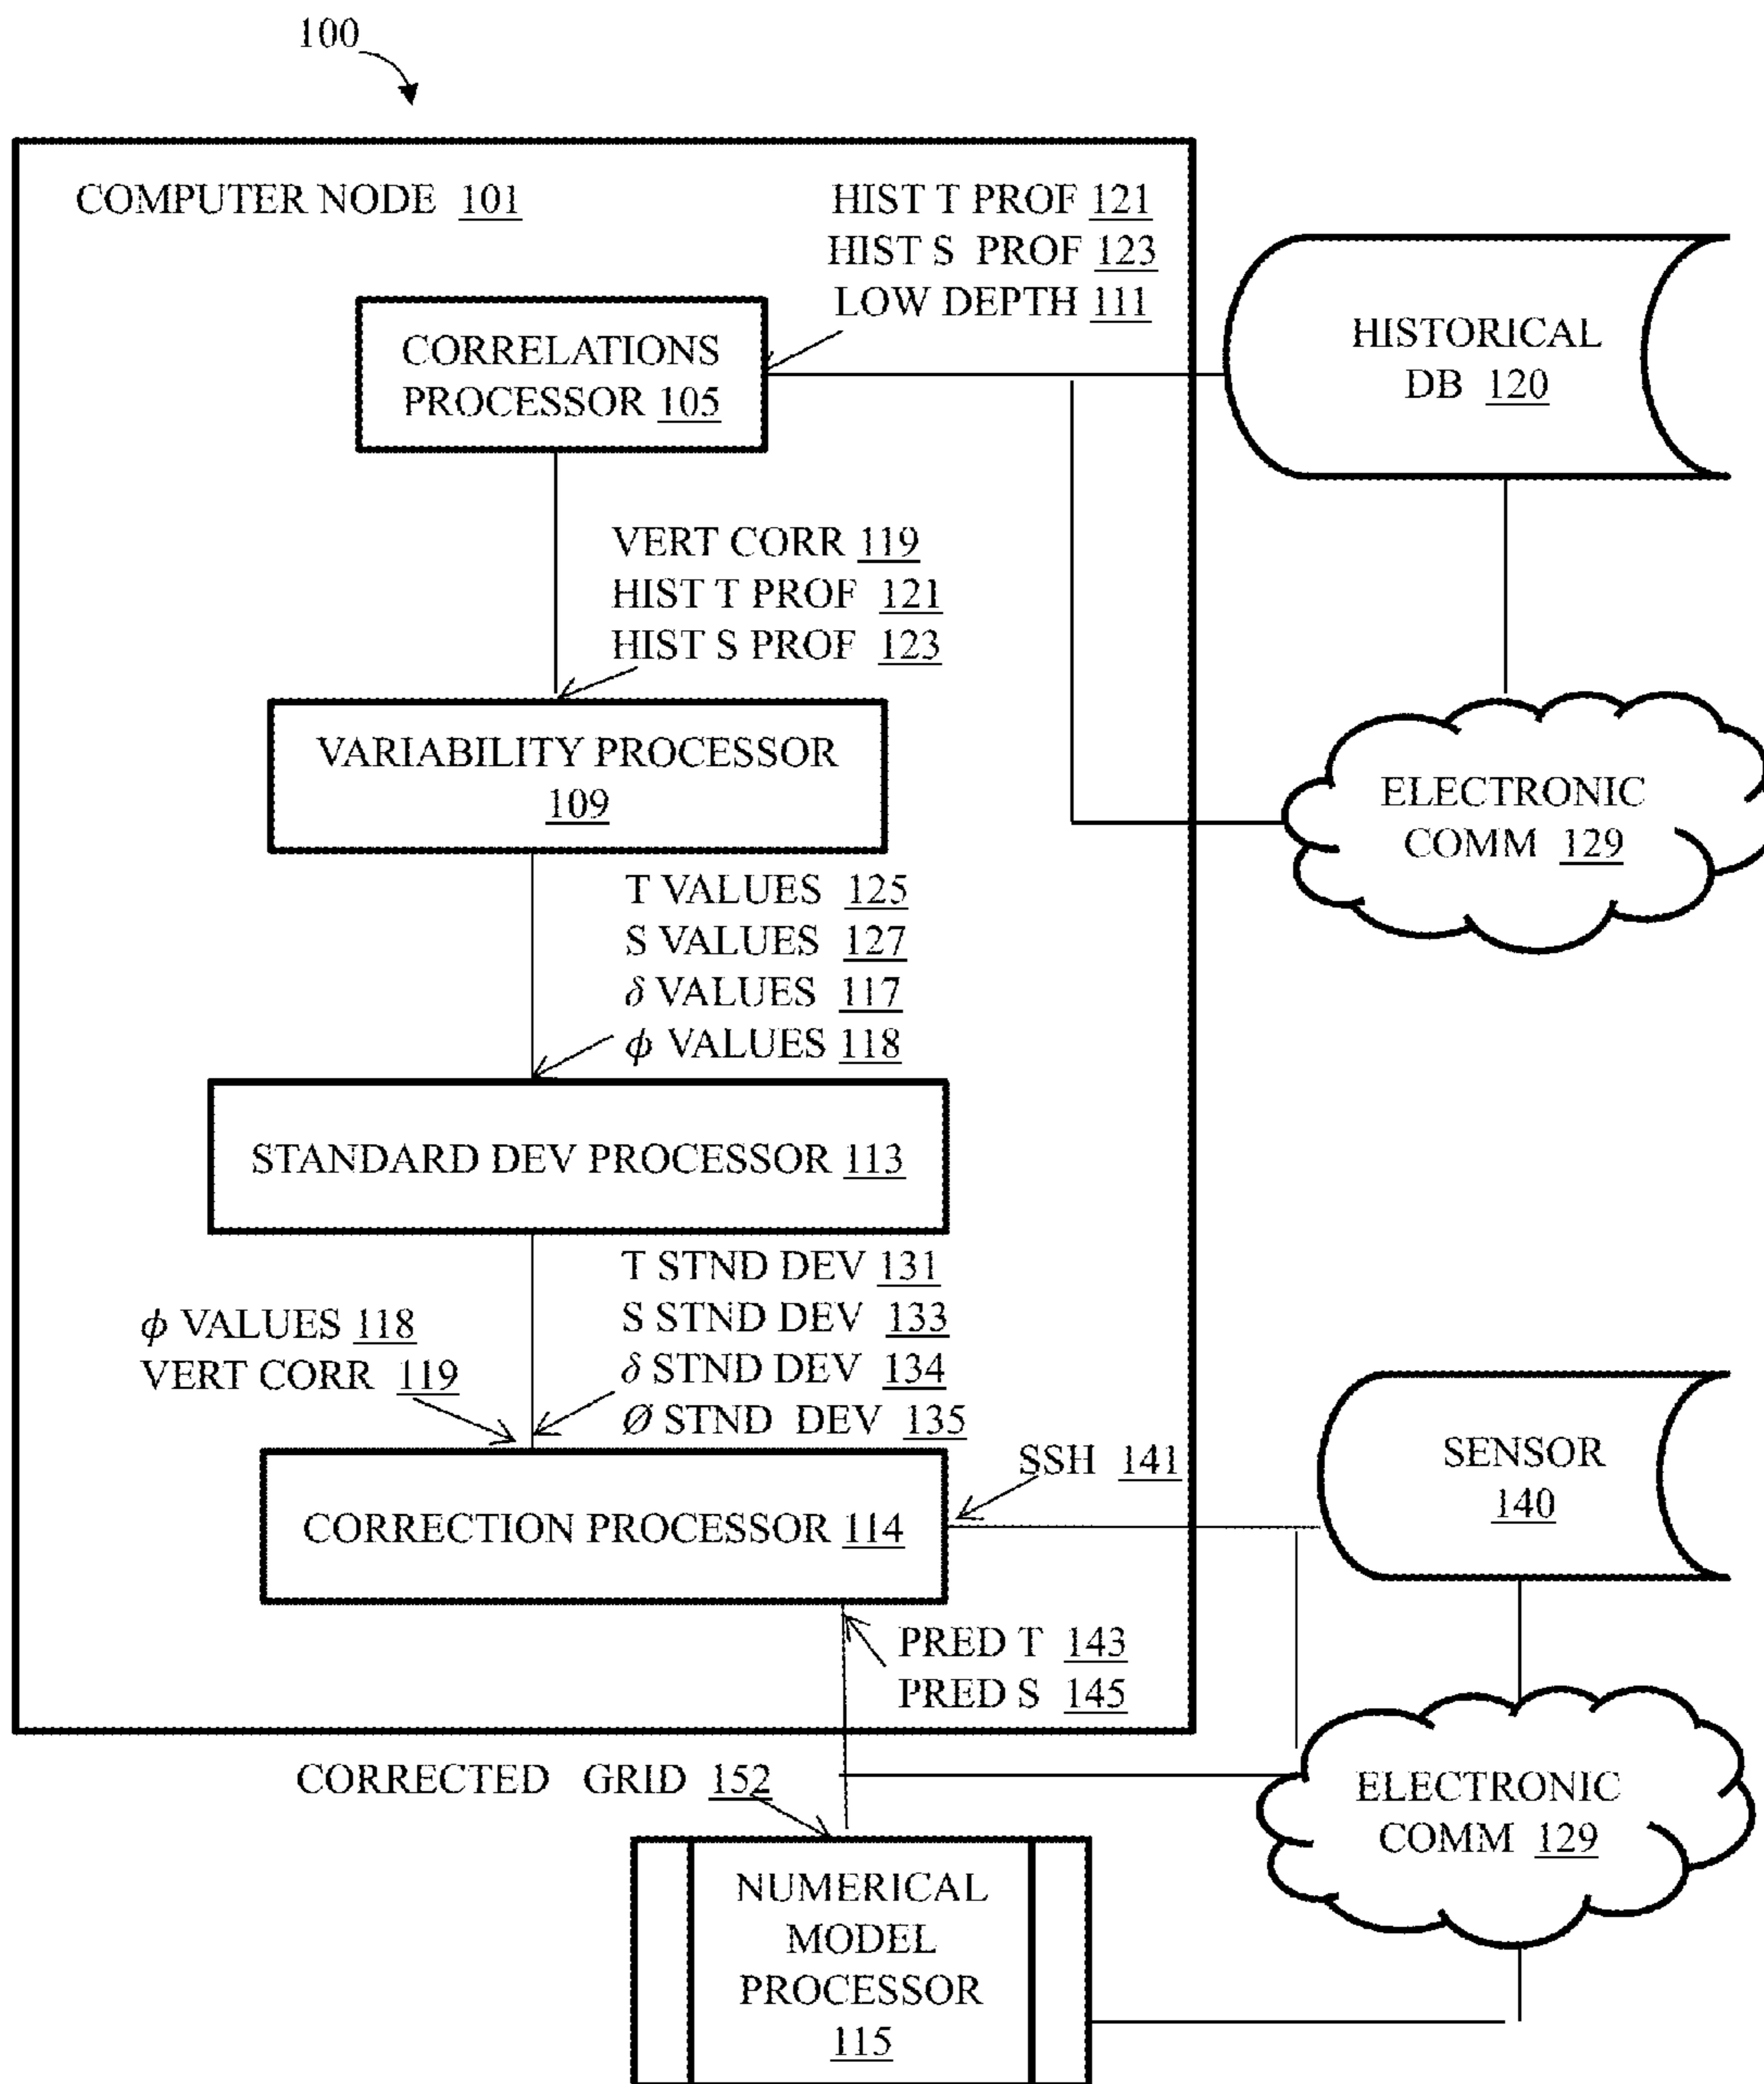 100
COMPUTER NODE 101
HIST T PROF 121
HIST S PROF 123
LOW DEPTH 111
CORRELATIONS
PROCESSOR 105
HISTORICAL
DB 120
VERT CORR 119
HIST T PROF 121
HIST S PROF 123
VARIABILITY PROCESSOR
109
ELECTRONIC
COMM 129
T VALUES 125
S VALUES 127
δ VALUES 117
ϕ VALUES 118
STANDARD DEV PROCESSOR 113
T STND DEV 131
S STND DEV 133
δ STND DEV 134
Ø STND DEV 135
ϕ VALUES 118
VERT CORR 119
SSH 141
SENSOR
140
CORRECTION PROCESSOR 114
PRED T 143
PRED S 145
CORRECTED GRID 152
ELECTRONIC
COMM 129
NUMERICAL
MODEL
PROCESSOR
115